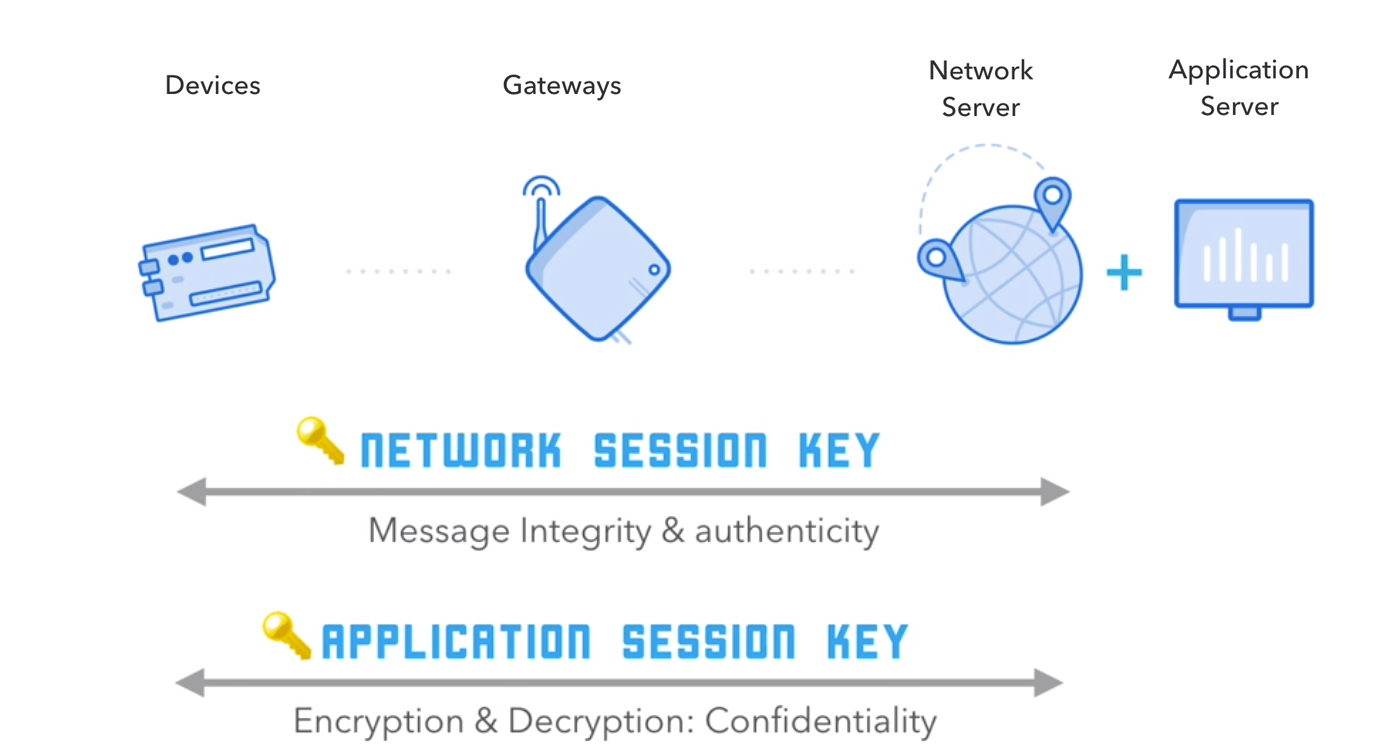 Devices
Gateways
Network
Server
Application
Server
NETWORK SESSION KEY
Message Integrity & authenticity
APPLICATION SESSION KEY
Encryption & Decryption: Confidentiality